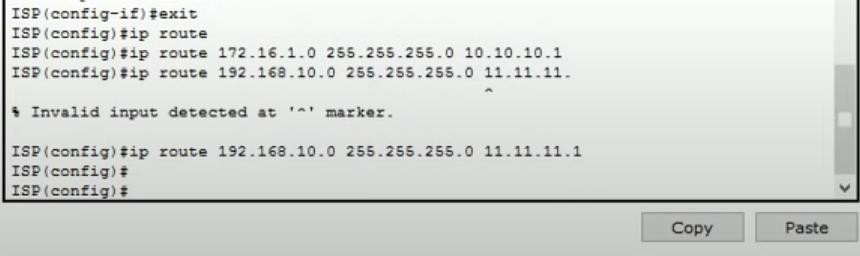 ISP(config-if)#exit
ISP(config)#ip route
ISP(config)#ip route 172.16.1.0 255.255.255.0 10.10.10.1
ISP(config)#ip route 192.168.10.0 255.255.255.0 11.11.11.
^
% Invalid input detected at '^' marker.
ISP(config)#ip route 192.168.10.0 255.255.255.0 11.11.11.1
ISP(config)#
ISP(config)#
Copy Paste